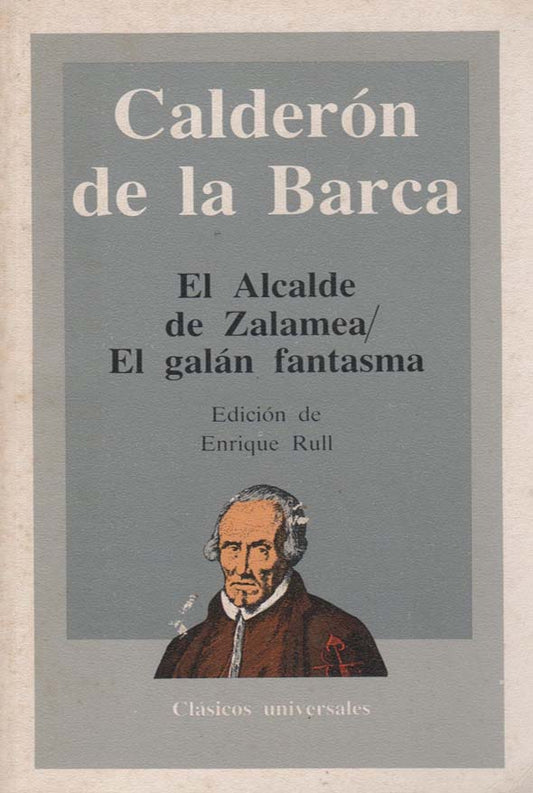 Calderón
de la Barca
El Alcalde
de Zalamea/
El galán fantasma
Edición de
Enrique Rull
Clásicos universales